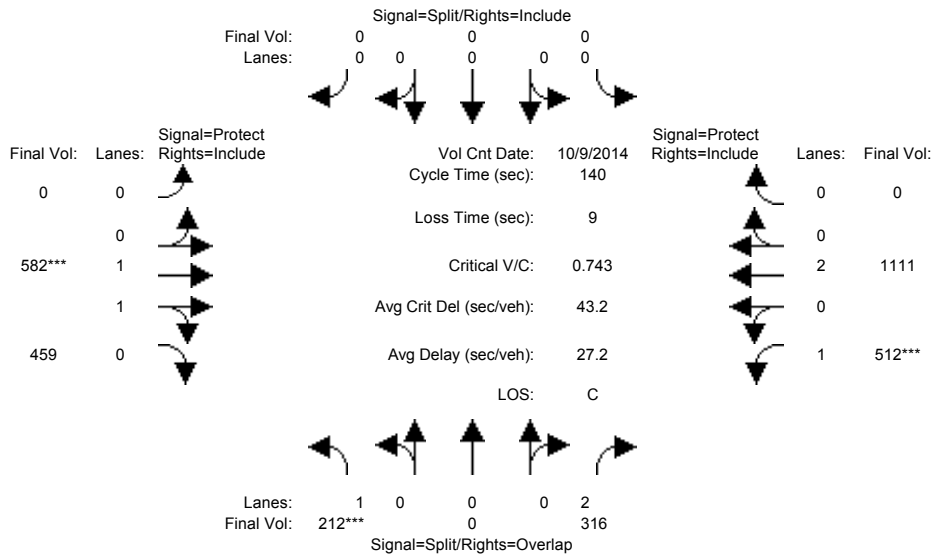 Signal=Split/Rights=Include
Final Vol: 0 0 0
Lanes: 0 0 0 0 0
Signal=Protect Signal=Protect
Final Vol: Lanes: Rights=Include Vol Cnt Date: 10/9/2014 Rights=Include Lanes: Final Vol:
Cycle Time (sec): 140
0 0 0 0
Loss Time (sec): 9
0 0
582*** 1 Critical V/C: 0.743 2 1111
1 Avg Crit Del (sec/veh): 43.2 0
459 0 Avg Delay (sec/veh): 27.2 1 512***
LOS: C
Lanes: 1 0 0 0 2
Final Vol: 212*** 0 316
Signal=Split/Rights=Overlap